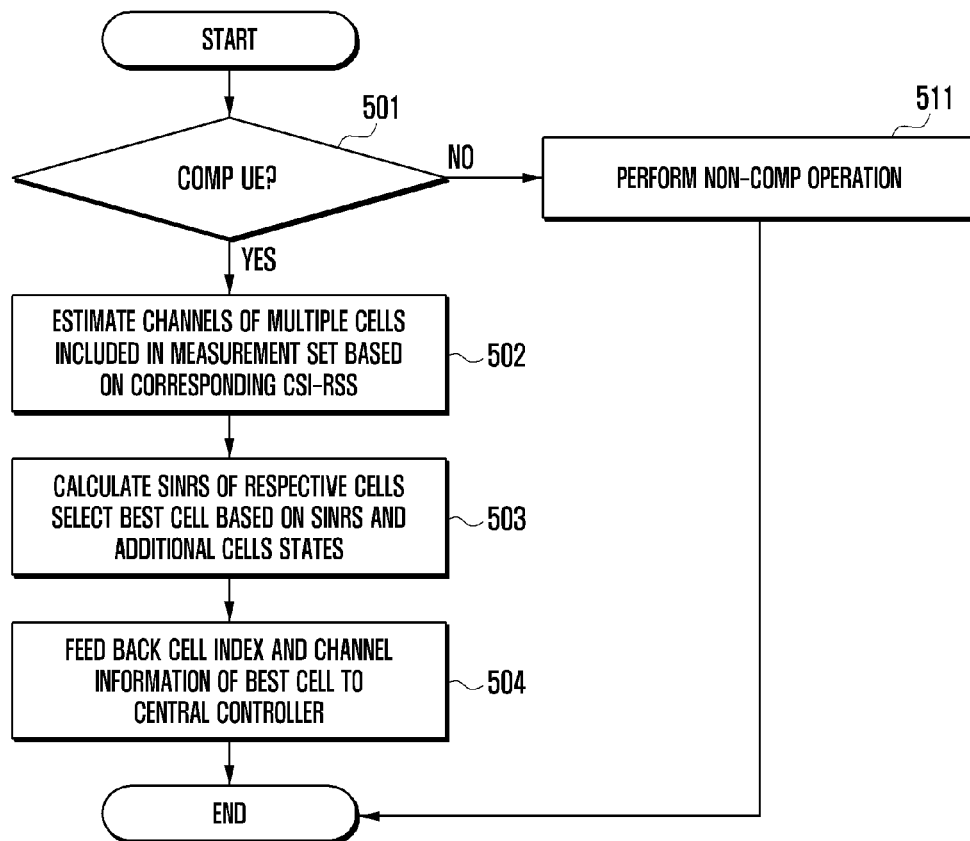 START
501
COMP UE?
NO
511
PERFORM NON-COMP OPERATION
YES
ESTIMATE CHANNELS OF MULTIPLE CELLS
INCLUDED IN MEASUREMENT SET BASED
ON CORRESPONDING CSI-RSS
502
CALCULATE SINRS OF RESPECTIVE CELLS
SELECT BEST CELL BASED ON SINRS AND
ADDITIONAL CELLS STATES
503
FEED BACK CELL INDEX AND CHANNEL
INFORMATION OF BEST CELL TO
CENTRAL CONTROLLER
504
END